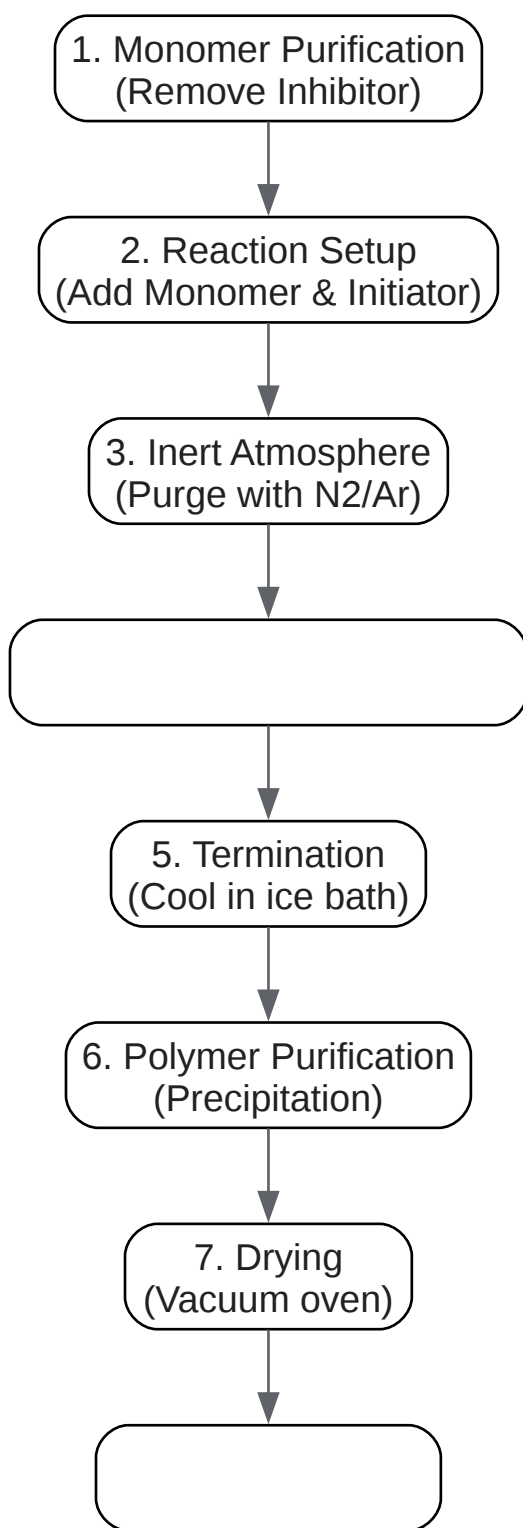 1. Monomer Purification
(Remove Inhibitor)
2. Reaction Setup
(Add Monomer & Initiator)
3. Inert Atmosphere
(Purge with N2/Ar)
5. Termination
(Cool in ice bath)
6. Polymer Purification
(Precipitation)
7. Drying
(Vacuum oven)